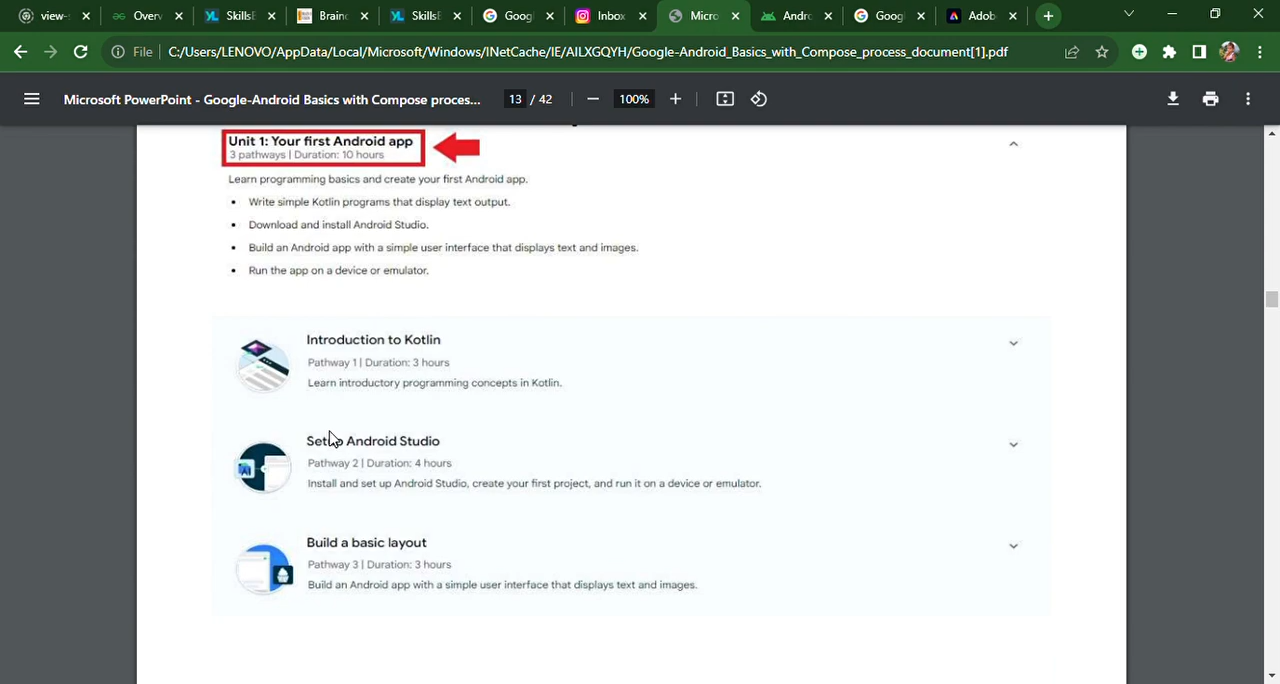 view-
Overv
SkillsE
Brain
SkillsE
Googl
Inbox
Micro
Andro
Goog
Adob
File
C:/Users/LENOVO/AppData/Local/Microsoft/Windows/INetCache/IE/AILXGQYH/Google-Android_Basics_with_Compose_process_document[1].pdf
Microsoft PowerPoint - Google-Android Basics with Compose proces...
13 / 42
100%
Unit 1: Your first Android app
3 pathways | Duration: 10 hours
Learn programming basics and create your first Android app.
• Write simple Kotlin programs that display text output.
• Download and install Android Studio.
• Build an Android app with a simple user interface that displays text and images.
• Run the app on a device or emulator.
Introduction to Kotlin
Pathway 1 | Duration: 3 hours
Learn introductory programming concepts in Kotlin.
Setup Android Studio
Pathway 2 | Duration: 4 hours
Install and set up Android Studio, create your first project, and run it on a device or emulator.
Build a basic layout
Pathway 3 | Duration: 3 hours
Build an Android app with a simple user interface that displays text and images.